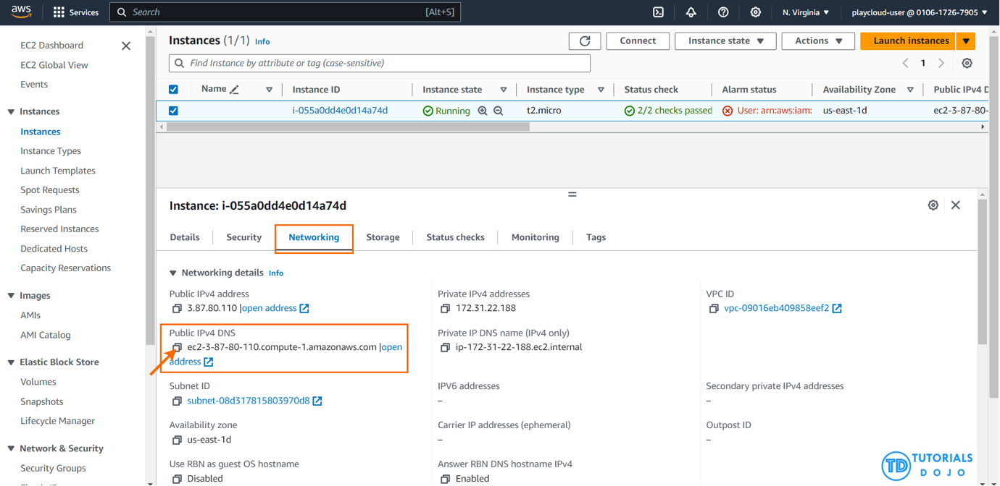 aws
Services
Search
[Alt+S]
N. Virginia
playcloud-user @ 0106-1726-7905
EC2 Dashboard
EC2 Global View
Events
Instances
Instances
Instance Types
Launch Templates
Spot Requests
Savings Plans
Reserved Instances
Dedicated Hosts
Capacity Reservations
Images
AMIs
AMI Catalog
Elastic Block Store
Volumes
Snapshots
Lifecycle Manager
Network & Security
Security Groups
Instances (1/1) Info
Connect
Instance state
Actions
Launch instances
Find Instance by attribute or tag (case-sensitive)
1
Name
Instance ID
Instance state
Instance type
Status check
Alarm status
Availability Zone
Public IPv4 D
i-055a0dd4e0d14a74d
Running
t2.micro
2/2 checks passed
User: arn:aws:iam:
us-east-1d
ec2-3-87-80-
Instance: i-055a0dd4e0d14a74d
Details
Security
Networking
Storage
Status checks
Monitoring
Tags
Networking details Info
Public IPv4 address
3.87.80.110 |open address
Private IPv4 addresses
172.31.22.188
VPC ID
vpc-09016eb409858eef2
Public IPv4 DNS
ec2-3-87-80-110.compute-1.amazonaws.com |open
address
Private IP DNS name (IPv4 only)
ip-172-31-22-188.ec2.internal
Subnet ID
subnet-08d317815803970d8
IPV6 addresses
–
Secondary private IPv4 addresses
–
Availability zone
us-east-1d
Carrier IP addresses (ephemeral)
–
Outpost ID
–
Use RBN as guest OS hostname
Disabled
Answer RBN DNS hostname IPv4
Enabled
TD TUTORIALS
DOJO